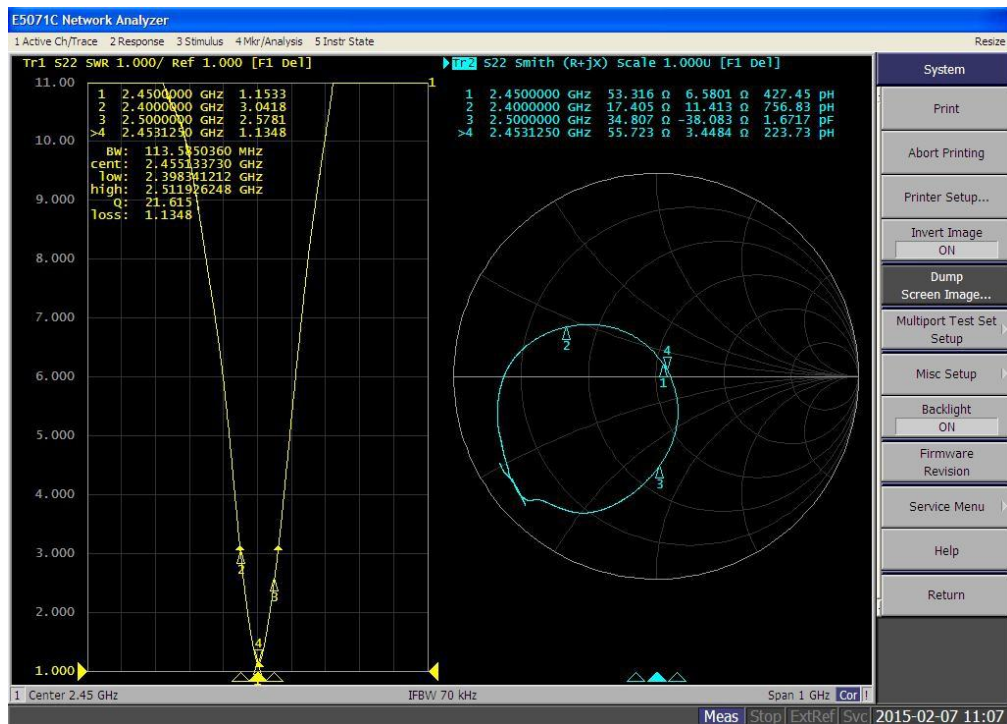 E5071C Network Analyzer
1 Active Ch/Trace 2 Response 3 Stimulus 4 Mkr/Analysis 5 Instr State
Resize
Tr1 S22 SWR 1.000/ Ref 1.000 [F1 Del]
11.00
10.00
9.000
8.000
7.000
6.000
5.000
4.000
3.000
2.000
1.000
1 2.4500000 GHz 1.1533
2 2.4000000 GHz 3.0418
3 2.5000000 GHz 2.5781
>4 2.4531250 GHz 1.1348
BW: 113.5850360 MHz
cent: 2.455133730 GHz
low: 2.398341212 GHz
high: 2.511926248 GHz
Q: 21.615
loss: 1.1348
1
2
3
4
Tr2 S22 Smith (R+jX) Scale 1.000U [F1 Del]
1 2.4500000 GHz 53.316 Ω 6.5801 Ω 427.45 pH
2 2.4000000 GHz 17.405 Ω 11.413 Ω 756.83 pH
3 2.5000000 GHz 34.807 Ω -38.083 Ω 1.6717 pF
>4 2.4531250 GHz 55.723 Ω 3.4484 Ω 223.73 pH
2
4
1
3
System
Print
Abort Printing
Printer Setup...
Invert Image
ON
Dump
Screen Image...
Multiport Test Set
Setup
Misc Setup
Backlight
ON
Firmware
Revision
Service Menu
Help
Return
1 Center 2.45 GHz
IFBW 70 kHz
Span 1 GHz Cor !
Meas Stop ExtRef Svc 2015-02-07 11:07